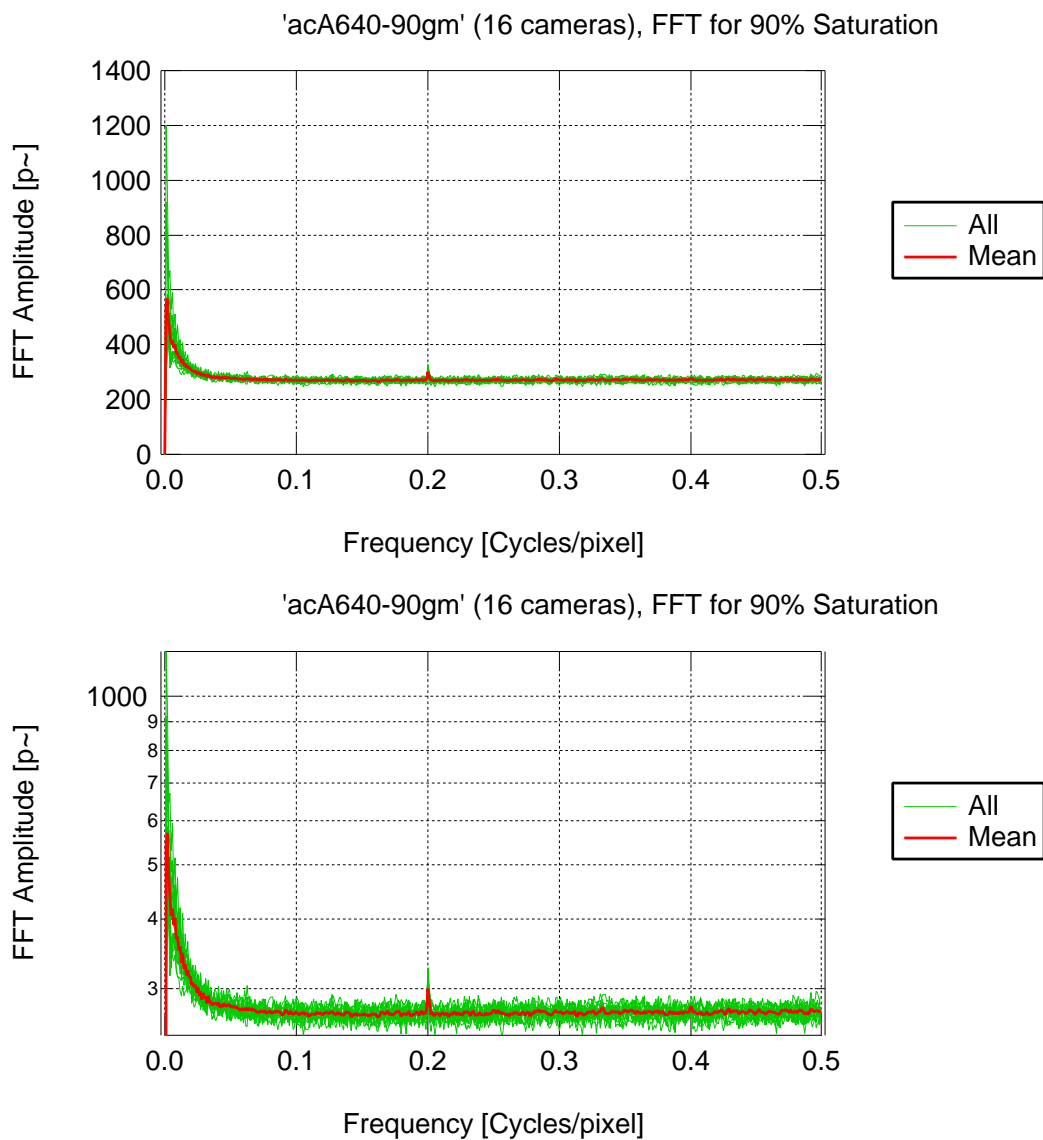 'acA640-90gm' (16 cameras), FFT for 90% Saturation
1400
1200
1000
800
600
400
200
0
FFT Amplitude [p~]
0.0 0.1 0.2 0.3 0.4 0.5
Frequency [Cycles/pixel]
All
Mean
'acA640-90gm' (16 cameras), FFT for 90% Saturation
1000
9
8
7
6
5
4
3
FFT Amplitude [p~]
0.0 0.1 0.2 0.3 0.4 0.5
Frequency [Cycles/pixel]
All
Mean